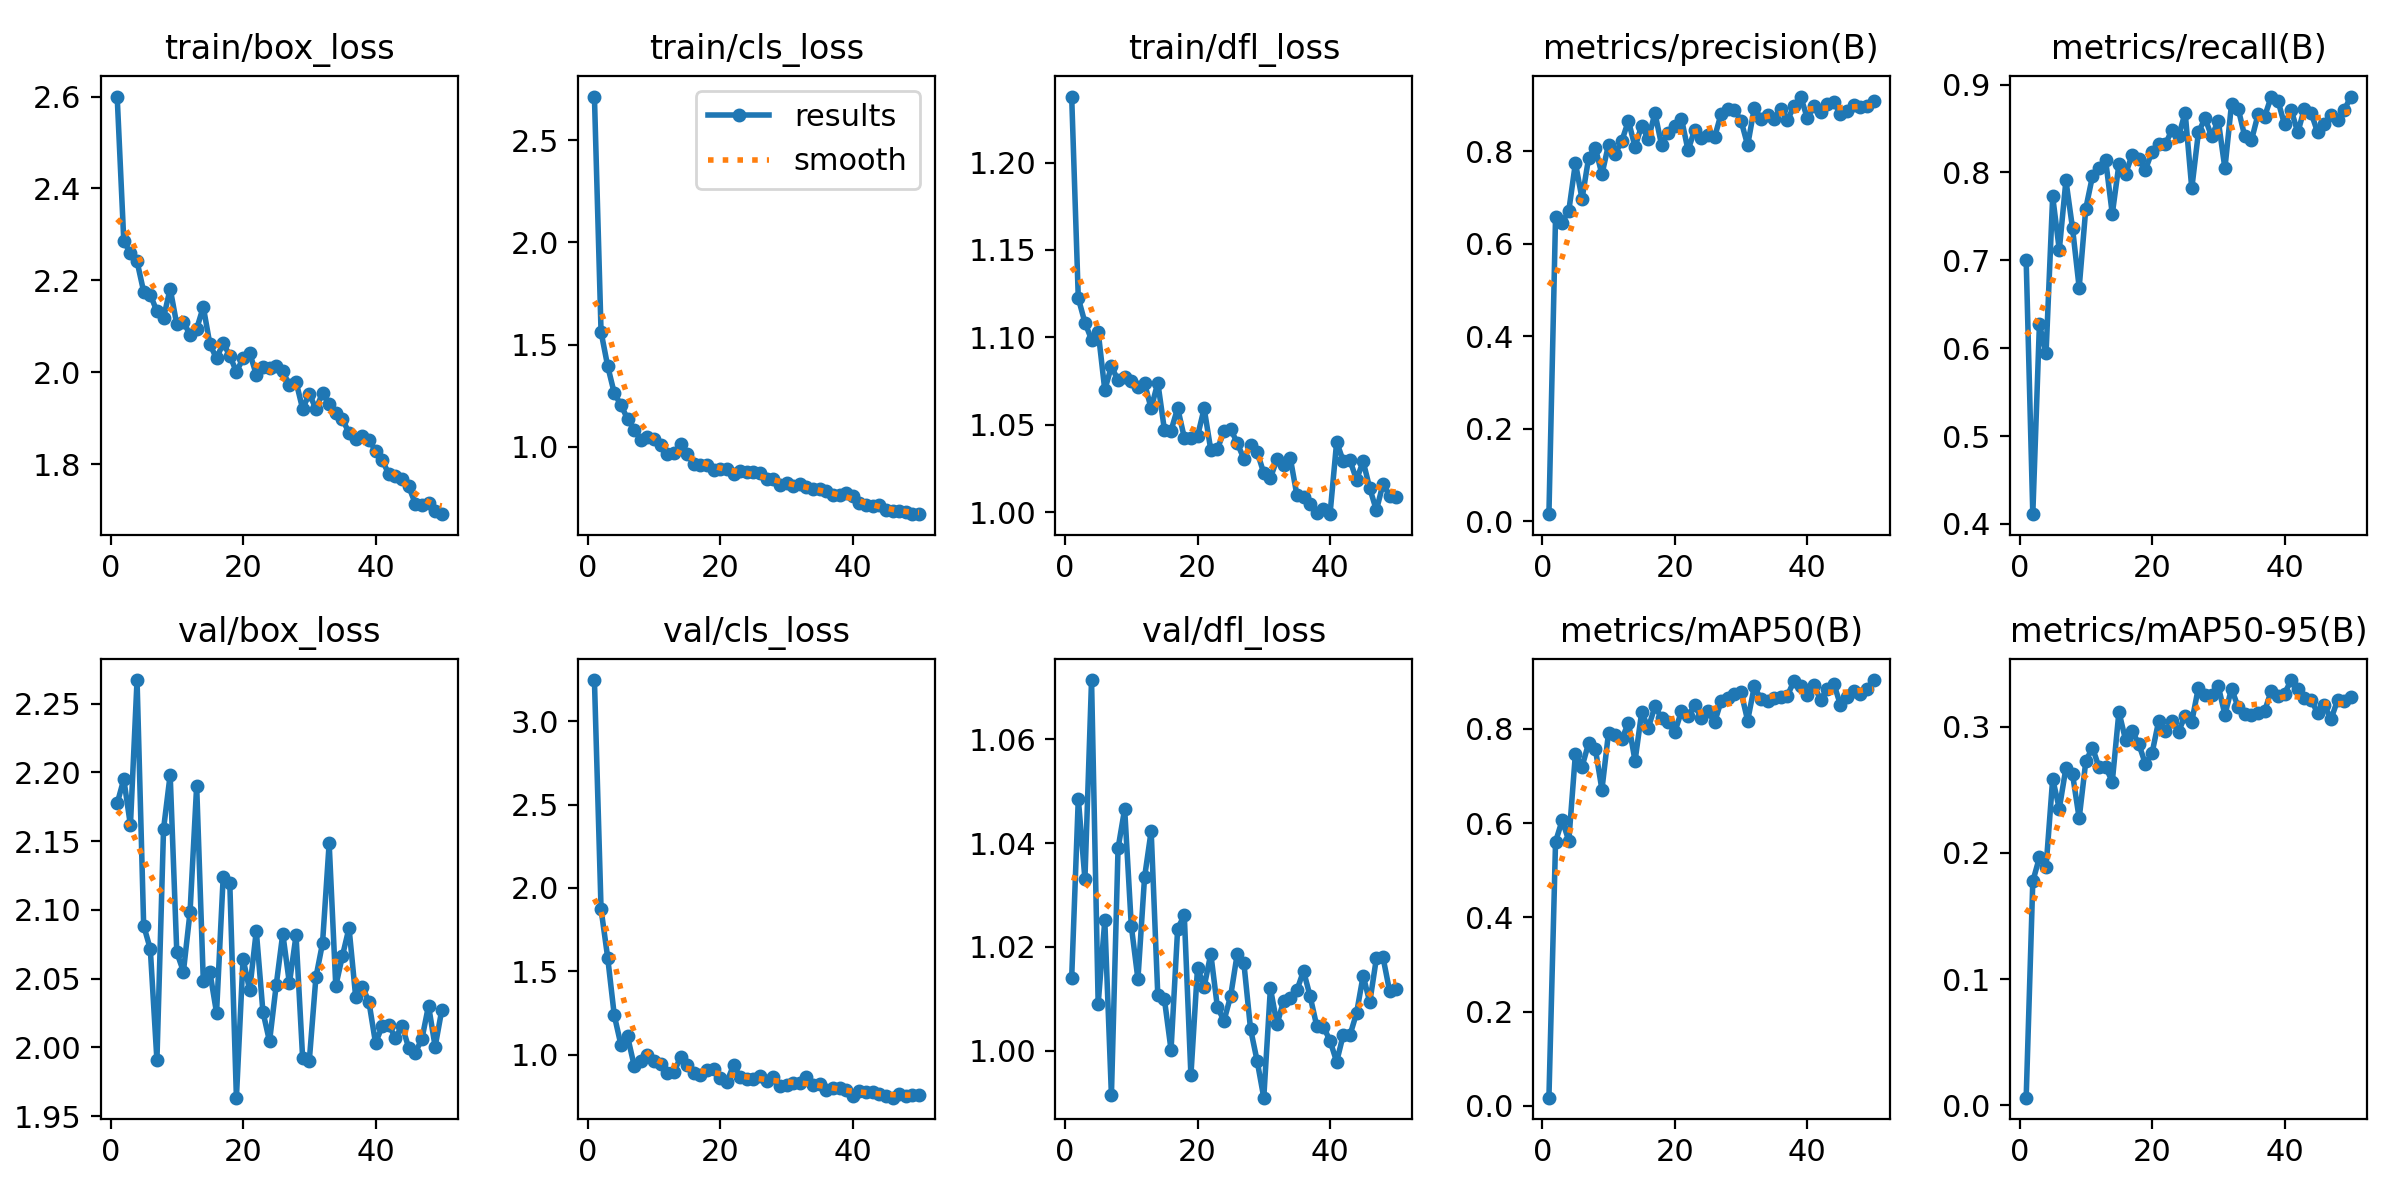 train/box_loss
2.6
2.4
2.2
2.0
1.8
0 20 40
train/cls_loss
results
smooth
2.5
2.0
1.5
1.0
0 20 40
train/dfl_loss
1.20
1.15
1.10
1.05
1.00
0 20 40
metrics/precision(B)
0.8
0.6
0.4
0.2
0.0
0 20 40
metrics/recall(B)
0.9
0.8
0.7
0.6
0.5
0.4
0 20 40
val/box_loss
2.25
2.20
2.15
2.10
2.05
2.00
1.95
0 20 40
val/cls_loss
3.0
2.5
2.0
1.5
1.0
0 20 40
val/dfl_loss
1.06
1.04
1.02
1.00
0 20 40
metrics/mAP50(B)
0.8
0.6
0.4
0.2
0.0
0 20 40
metrics/mAP50-95(B)
0.3
0.2
0.1
0.0
0 20 40